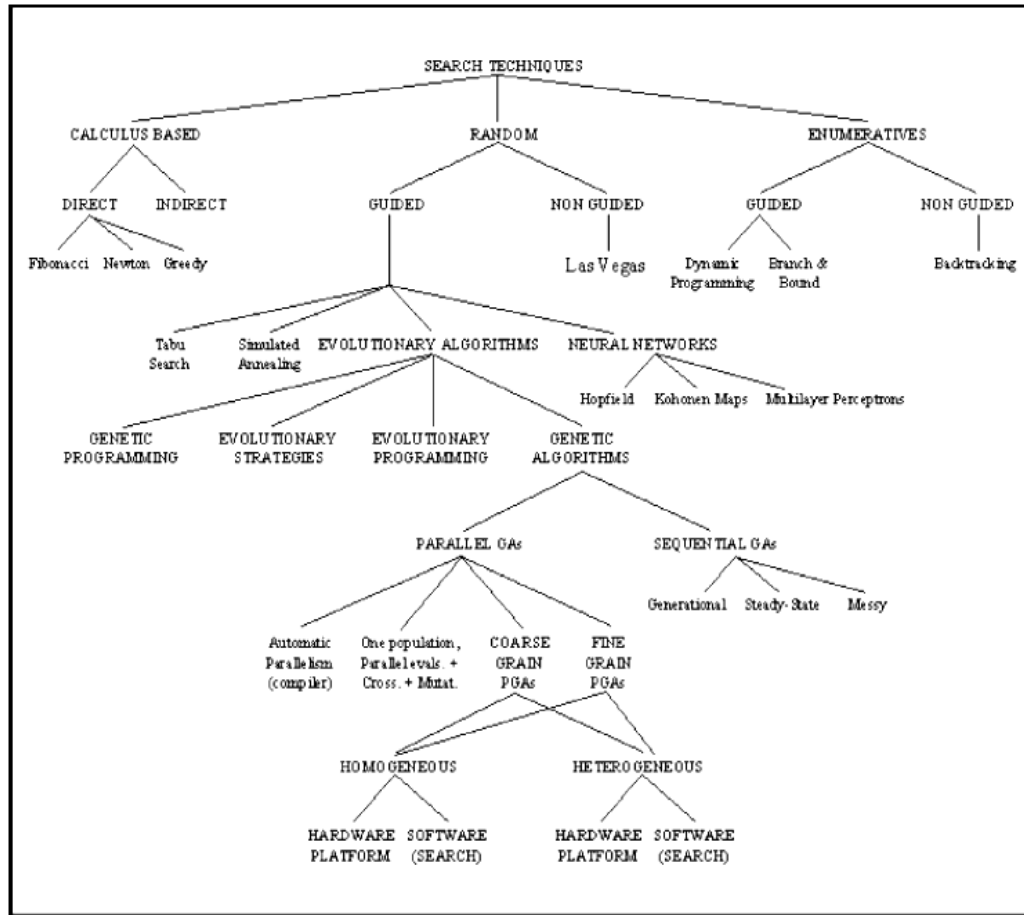 SEARCH TECHNIQUES
CALCULUS BASED
RANDOM
ENUMERATIVES
DIRECT
INDIRECT
GUIDED
NON GUIDED
GUIDED
NON GUIDED
Fibonacci
Newton
Greedy
Las Vegas
Dynamic
Programming
Branch &
Bound
Backtracking
Tabu
Search
Simulated
Annealing
EVOLUTIONARY ALGORITHMS
NEURAL NETWORKS
Hopfield
Kohonen Maps
Multilayer Perceptrons
GENETIC
PROGRAMMING
EVOLUTIONARY
STRATEGIES
EVOLUTIONARY
PROGRAMMING
GENETIC
ALGORITHMS
PARALLEL GAs
SEQUENTIAL GAs
Generational
Steady-State
Messy
Automatic
Parallelism
(compiler)
One population,
Parallel evals. +
Cross. + Mutat.
COARSE
GRAIN
PGAs
FINE
GRAIN
PGAs
HOMOGENEOUS
HETEROGENEOUS
HARDWARE
PLATFORM
SOFTWARE
(SEARCH)
HARDWARE
PLATFORM
SOFTWARE
(SEARCH)